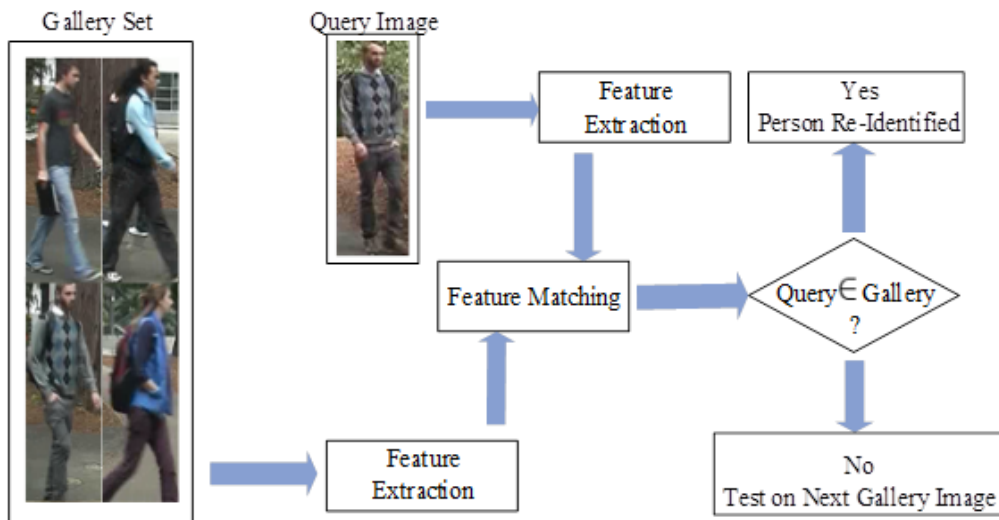 Gallery Set
Query Image
Feature
Extraction
Yes
Person Re-Identified
Feature Matching
Query∈Gallery
?
Feature
Extraction
No
Test on Next Gallery Image